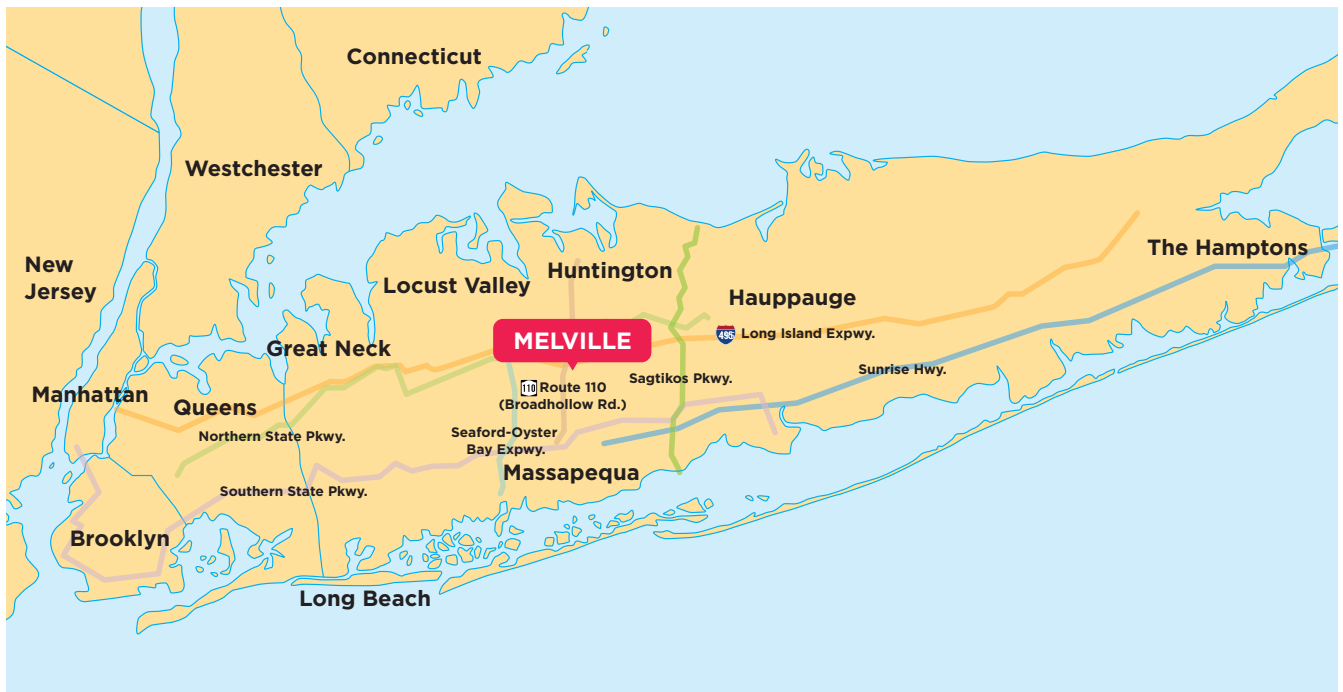 Connecticut
Westchester
New
Jersey
The Hamptons
Huntington
Locust Valley
Hauppauge
MELVILLE
495 Long Island Expwy.
Great Neck
Sunrise Hwy.
Sagtikos Pkwy.
110 Route 110
(Broadhollow Rd.)
Manhattan
Queens
Northern State Pkwy.
Seaford-Oyster
Bay Expwy.
Massapequa
Southern State Pkwy.
Brooklyn
Long Beach